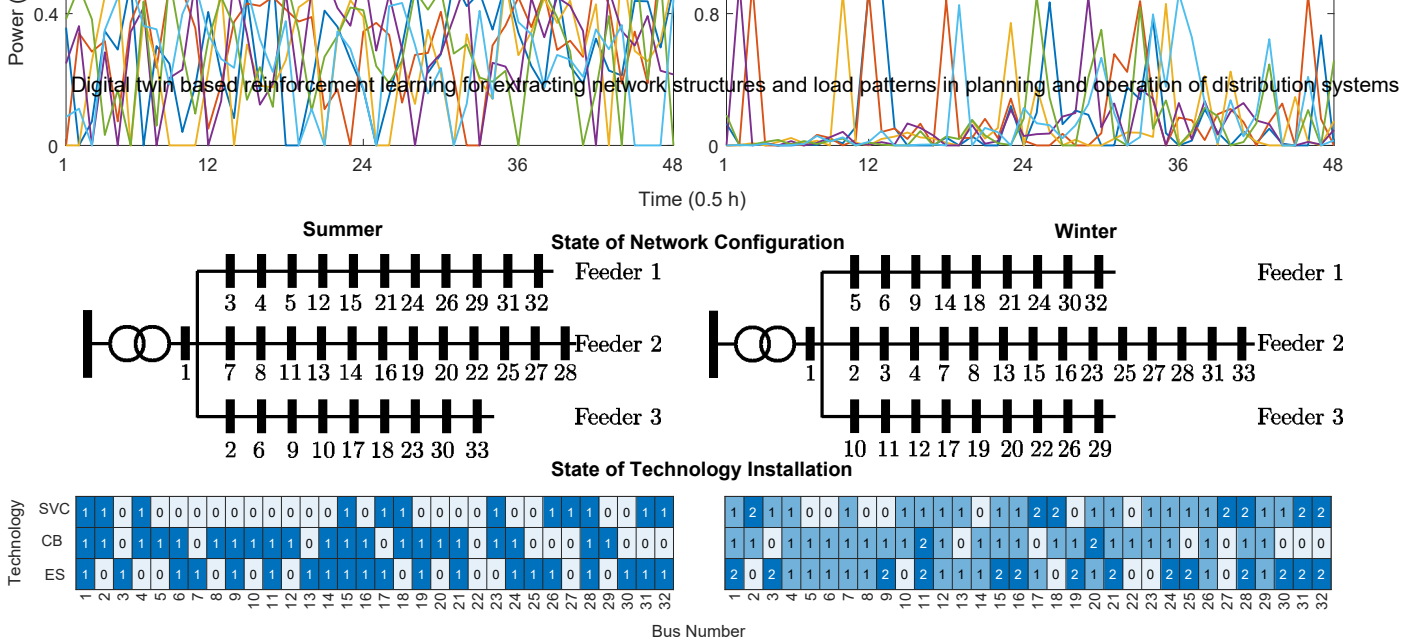 Power (
0.4
0
1 12 24 36 48
0.8
0
1 12 24 36 48
Digital twin based reinforcement learning for extracting network structures and load patterns in planning and operation of distribution systems
Time (0.5 h)
Summer
State of Network Configuration
Winter
Feeder 1
3 4 5 12 15 21 24 26 29 31 32
Feeder 2
1 7 8 11 13 14 16 19 20 22 25 27 28
Feeder 3
2 6 9 10 17 18 23 30 33
Feeder 1
5 6 9 14 18 21 24 30 32
Feeder 2
1 2 3 4 7 8 13 15 16 23 25 27 28 31 33
Feeder 3
10 11 12 17 19 20 22 26 29
State of Technology Installation
Technology
SVC 1 1 0 1 0 0 0 0 0 0 0 0 0 0 1 0 1 1 0 0 0 0 1 0 0 1 1 1 0 0 1 1
CB 1 1 0 1 1 1 0 1 1 1 1 1 0 1 1 1 0 1 1 1 1 0 1 1 0 0 0 1 1 0 0 0
ES 1 0 1 0 0 1 1 0 1 0 1 0 1 1 1 1 1 0 1 0 1 0 0 1 1 1 0 1 0 1 1 1
1 2 3 4 5 6 7 8 9 10 11 12 13 14 15 16 17 18 19 20 21 22 23 24 25 26 27 28 29 30 31 32
1 2 1 1 0 0 1 0 0 1 1 1 1 0 1 1 2 2 0 1 1 0 1 1 1 1 2 2 1 1 2 2
1 1 0 1 1 1 1 1 1 1 2 1 0 1 1 1 0 1 1 2 1 1 1 1 0 1 0 1 1 0 0 0
2 0 2 1 1 1 1 1 2 0 2 1 1 1 2 2 1 0 2 1 2 0 0 2 2 1 0 2 1 2 2 2
1 2 3 4 5 6 7 8 9 10 11 12 13 14 15 16 17 18 19 20 21 22 23 24 25 26 27 28 29 30 31 32
Bus Number